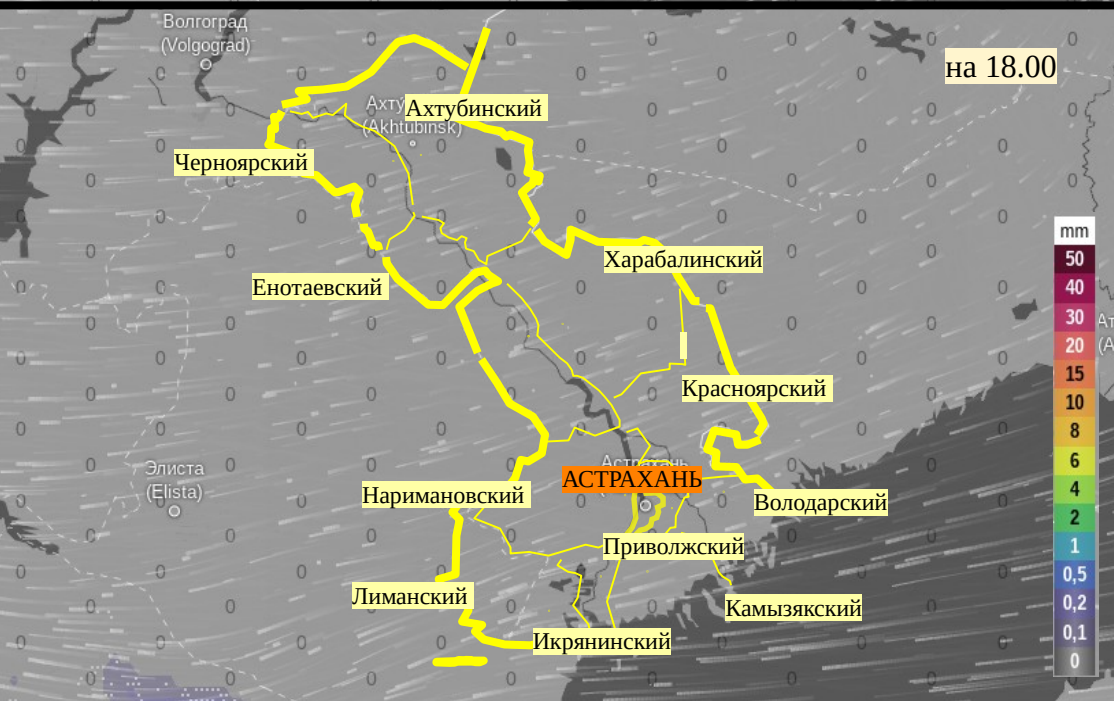 Волгоград
(Volgograd)
на 18.00
Ахту
Ахтубинский
(Akhtubinsk)
Черноярский
mm
50
40
30
20
15
10
8
6
4
2
1
0,5
0,2
0,1
0
Харабалинский
Енотаевский
Красноярский
Элиста
(Elista)
Астрахань
АСТРАХАНЬ
Наримановский
Володарский
Приволжский
Лиманский
Камызякский
Икрянинский